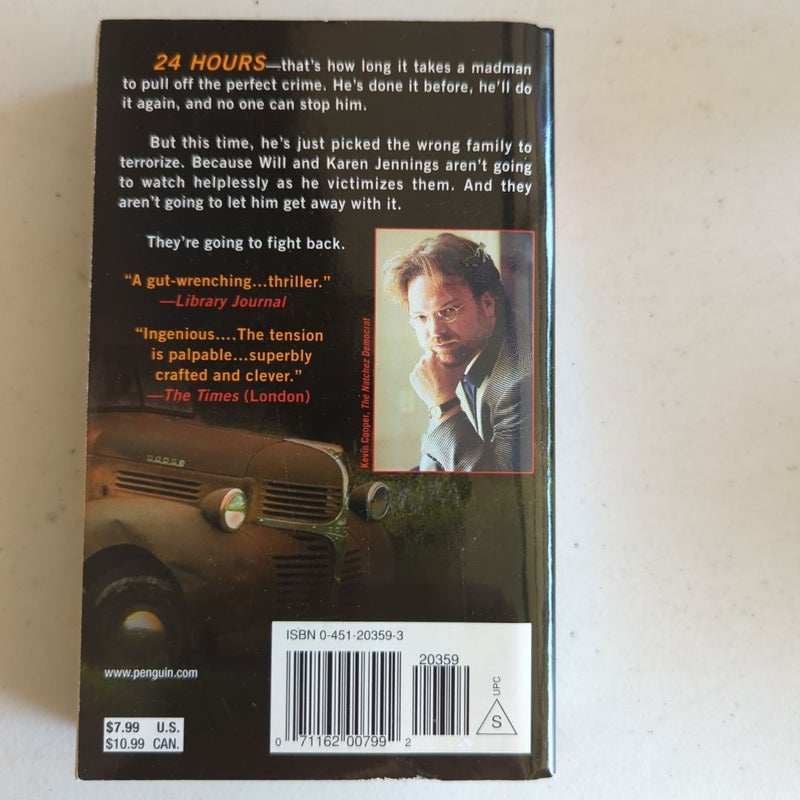 24 HOURS—that's how long it takes a madman
to pull off the perfect crime. He's done it before, he'll do
it again, and no one can stop him.
But this time, he's just picked the wrong family to
terrorize. Because Will and Karen Jennings aren't going
to watch helplessly as he victimizes them. And they
aren't going to let him get away with it.
They're going to fight back.
"A gut-wrenching...thriller."
—Library Journal
"Ingenious....The tension
is palpable...superbly
crafted and clever."
—The Times (London)
Kevin Cooper, The Natchez Democrat
DODGE
www.penguin.com
$7.99 U.S.
$10.99 CAN.
ISBN 0-451-20359-3
20359
0 71162 00799 2
UPC
S